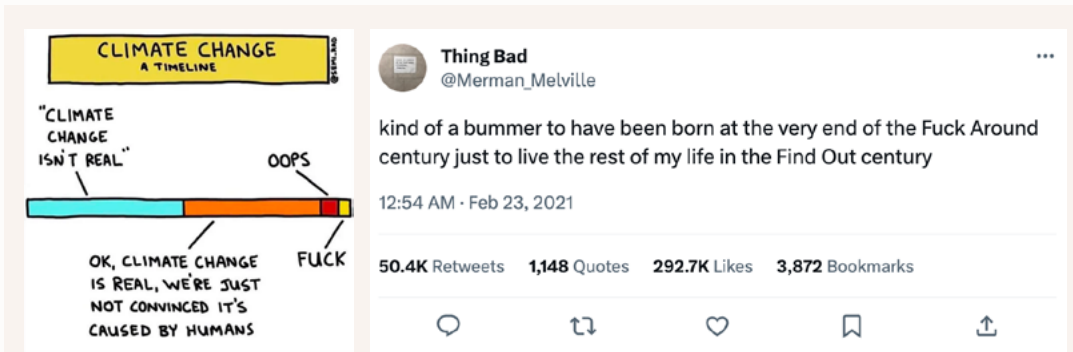 CLIMATE CHANGE
A TIMELINE
@SEMI_RAD
"CLIMATE
CHANGE
ISN'T REAL"
OOPS
OK, CLIMATE CHANGE
IS REAL, WE'RE JUST
NOT CONVINCED IT'S
CAUSED BY HUMANS
FUCK
Thing Bad
@Merman_Melville
kind of a bummer to have been born at the very end of the Fuck Around
century just to live the rest of my life in the Find Out century
12:54 AM · Feb 23, 2021
50.4K Retweets 1,148 Quotes 292.7K Likes 3,872 Bookmarks